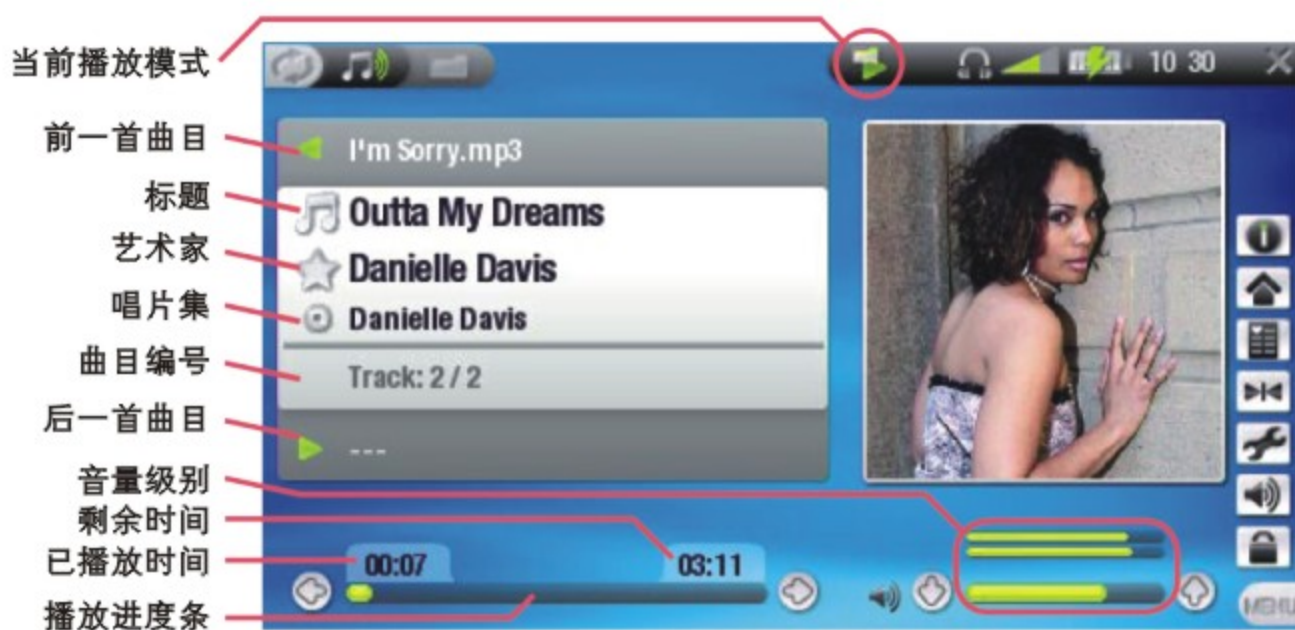 当前播放模式
10 30
前一首曲目
I'm Sorry.mp3
标题
Outta My Dreams
艺术家
Danielle Davis
唱片集
Danielle Davis
曲目编号
Track: 2 / 2
后一首曲目
---
音量级别
剩余时间
03:11
已播放时间
00:07
播放进度条
MENU